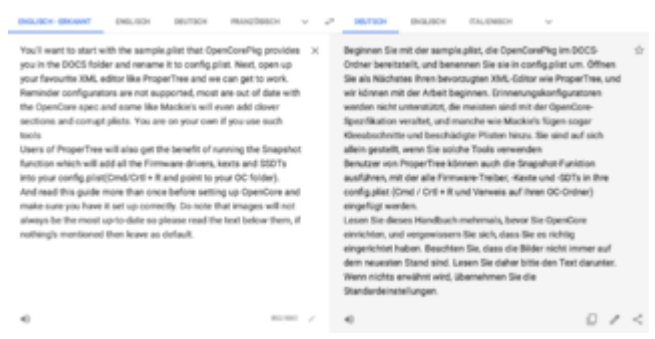 ENGLISCH - ERKANNT ENGLISCH DEUTSCH FRANZÖSISCH
DEUTSCH ENGLISCH ITALIENISCH
You'll want to start with the sample.plist that OpenCorePkg provides
you in the DOCS folder and rename it to config.plist. Next, open up
your favourite XML editor like ProperTree and we can get to work.
Reminder configurators are not supported, most are out of date with
the OpenCore spec and some like Mackie's will even add clover
sections and corrupt plists. You are on your own if you use such
tools
Users of ProperTree will also get the benefit of running the Snapshot
function which will add all the Firmware drivers, kexts and SSDTs
into your config.plist(Cmd/Crtl + R and point to your OC folder).
And read this guide more than once before setting up OpenCore and
make sure you have it set up correctly. Do note that images will not
always be the most up-to-date so please read the text below them, if
nothing's mentioned then leave as default.
Beginnen Sie mit der sample.plist, die OpenCorePkg im DOCS-
Ordner bereitstellt, und benennen Sie sie in config.plist um. Öffnen
Sie als Nächstes Ihren bevorzugten XML-Editor wie ProperTree, und
wir können mit der Arbeit beginnen. Erinnerungskonfiguratoren
werden nicht unterstützt, die meisten sind mit der OpenCore-
Spezifikation veraltet, und manche wie Mackie's fügen sogar
Kleeabschnitte und beschädigte Plisten hinzu. Sie sind auf sich
allein gestellt, wenn Sie solche Tools verwenden
Benutzer von ProperTree können auch die Snapshot-Funktion
ausführen, mit der alle Firmware-Treiber, -Kexte und -SDTs in Ihre
config.plist (Cmd / Crtl + R und Verweis auf Ihren OC-Ordner)
eingefügt werden.
Lesen Sie dieses Handbuch mehrmals, bevor Sie OpenCore
einrichten, und vergewissern Sie sich, dass Sie es richtig
eingerichtet haben. Beachten Sie, dass die Bilder nicht immer auf
dem neuesten Stand sind. Lesen Sie daher bitte den Text darunter.
Wenn nichts erwähnt wird, übernehmen Sie die
Standardeinstellungen.